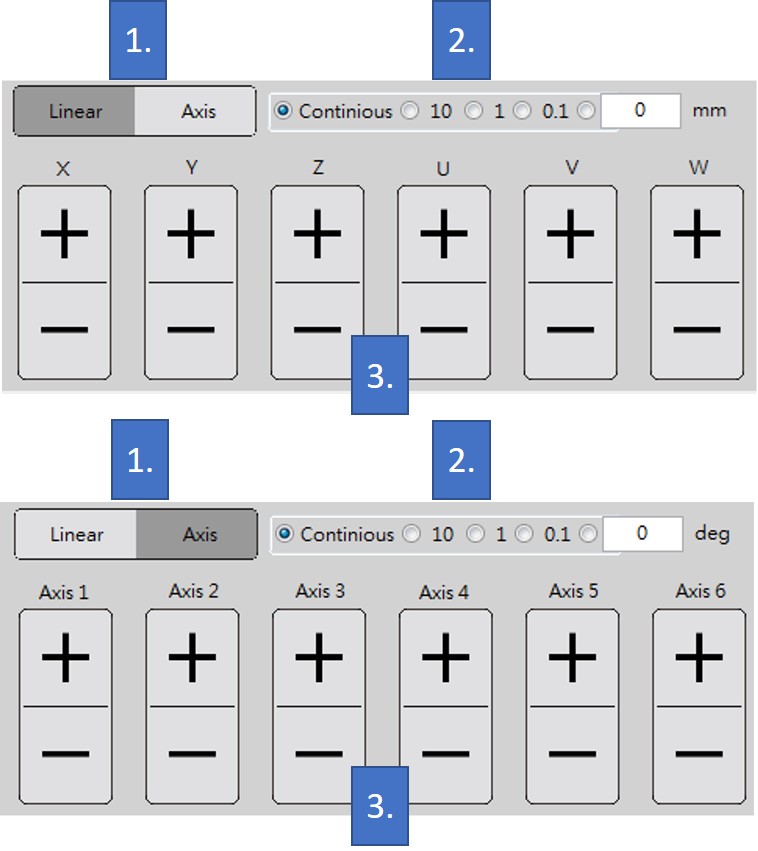 1. 2.
Linear Axis Continious 10 1 0.1 0 mm
X Y Z U V W
3.
1. 2.
Linear Axis Continious 10 1 0.1 0 deg
Axis 1 Axis 2 Axis 3 Axis 4 Axis 5 Axis 6
3.